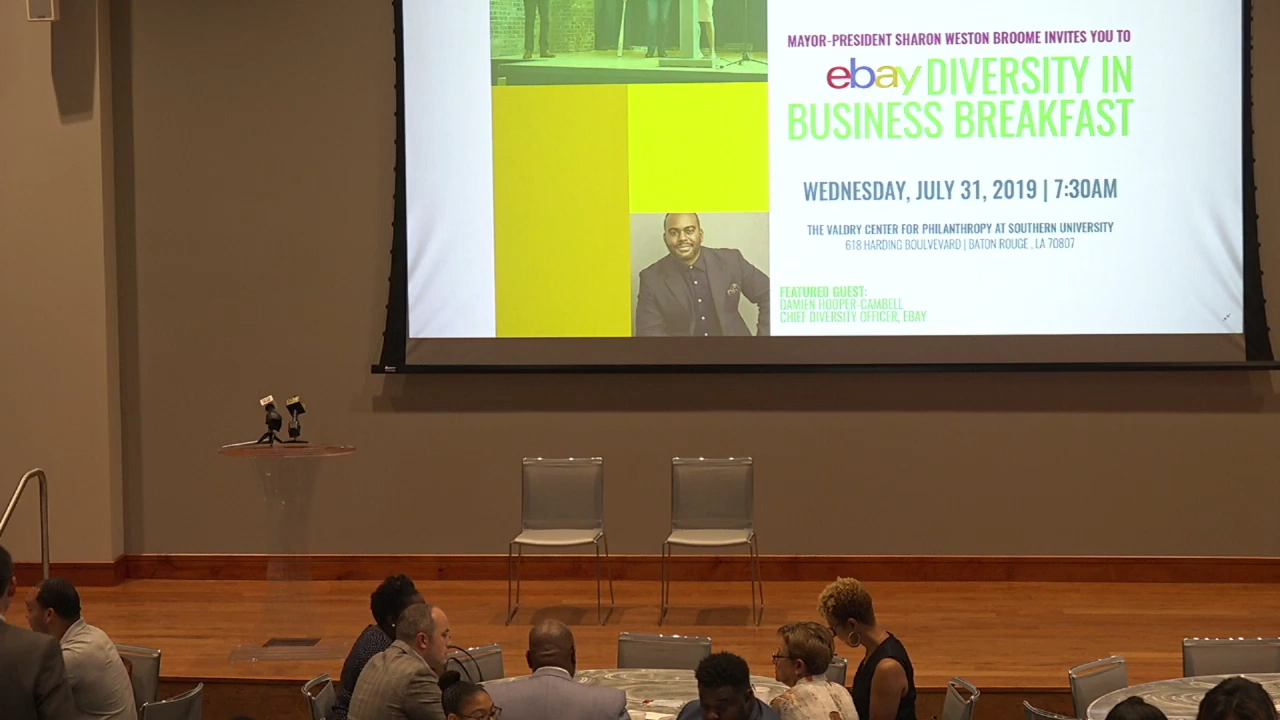 MAYOR-PRESIDENT SHARON WESTON BROOME INVITES YOU TO
ebay DIVERSITY IN
BUSINESS BREAKFAST
WEDNESDAY, JULY 31, 2019 | 7:30AM
THE VALDRY CENTER FOR PHILANTHROPY AT SOUTHERN UNIVERSITY
618 HARDING BOULVEVARD | BATON ROUGE , LA 70807
FEATURED GUEST:
DAMIEN HOOPER-CAMBELL
CHIEF DIVERSITY OFFICER, EBAY